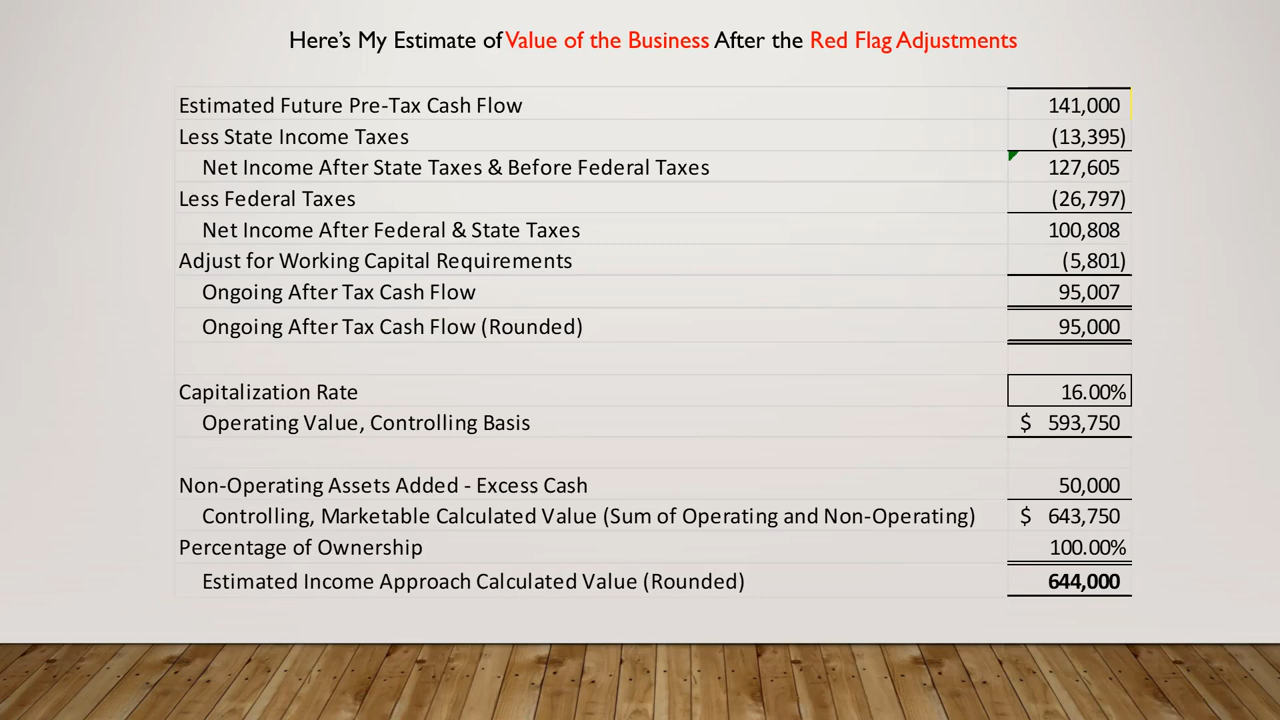 Here's My Estimate of Value of the Business After the Red Flag Adjustments
Estimated Future Pre-Tax Cash Flow 141,000
Less State Income Taxes (13,395)
Net Income After State Taxes & Before Federal Taxes 127,605
Less Federal Taxes (26,797)
Net Income After Federal & State Taxes 100,808
Adjust for Working Capital Requirements (5,801)
Ongoing After Tax Cash Flow 95,007
Ongoing After Tax Cash Flow (Rounded) 95,000
Capitalization Rate 16.00%
Operating Value, Controlling Basis $ 593,750
Non-Operating Assets Added - Excess Cash 50,000
Controlling, Marketable Calculated Value (Sum of Operating and Non-Operating) $ 643,750
Percentage of Ownership 100.00%
Estimated Income Approach Calculated Value (Rounded) 644,000